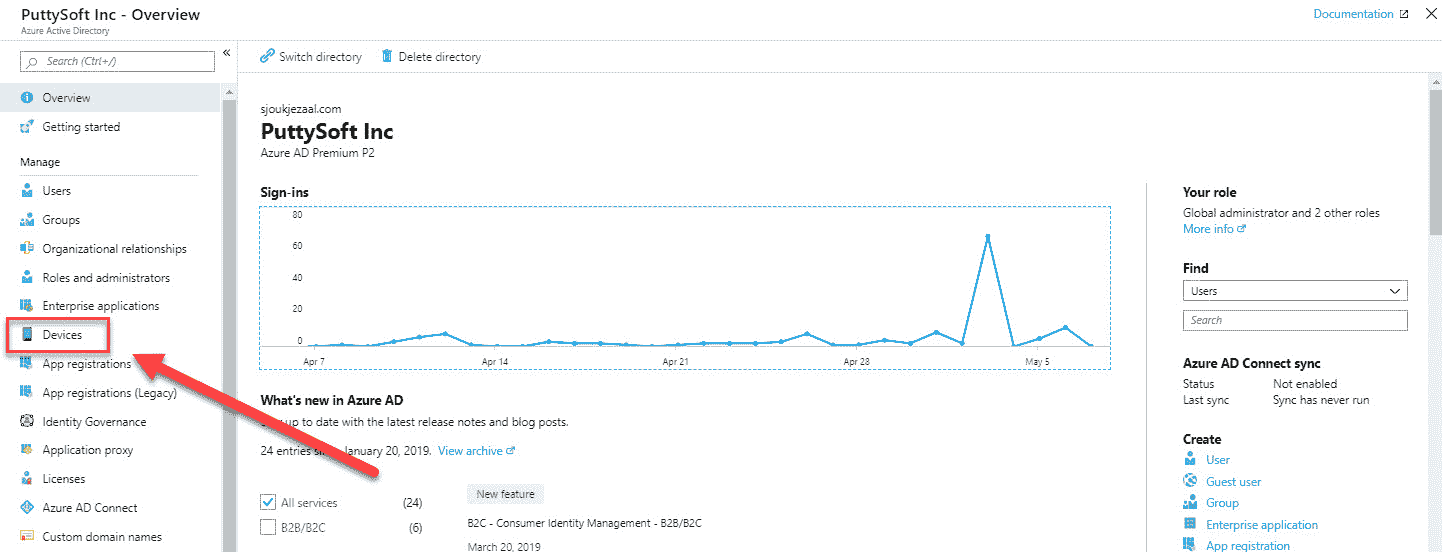 PuttySoft Inc - Overview
Azure Active Directory
Documentation
Search (Ctrl+/)
Overview
Getting started
Manage
Users
Groups
Organizational relationships
Roles and administrators
Enterprise applications
Devices
App registrations
App registrations (Legacy)
Identity Governance
Application proxy
Licenses
Azure AD Connect
Custom domain names
Switch directory
Delete directory
sjoukjezaal.com
PuttySoft Inc
Azure AD Premium P2
Sign-ins
80
60
40
20
0
Apr 7 Apr 14 Apr 21 Apr 28 May 5
What's new in Azure AD
up to date with the latest release notes and blog posts.
24 entries January 20, 2019. View archive
All services (24)
B2B/B2C (6)
New feature
B2C - Consumer Identity Management - B2B/B2C
March 20, 2019
Your role
Global administrator and 2 other roles
More info
Find
Users
Search
Azure AD Connect sync
Status Not enabled
Last sync Sync has never run
Create
User
Guest user
Group
Enterprise application
App registration